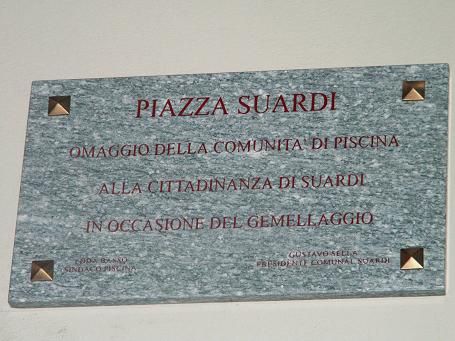 PIAZZA SUARDI
OMAGGIO DELLA COMUNITA' DI PISCINA
ALLA CITTADINANZA DI SUARDI
IN OCCASIONE DEL GEMELLAGGIO
BASSO
SINDACO PISCINA
GUSTAVO SELLA
PRESIDENTE COMUNAL SUARDI